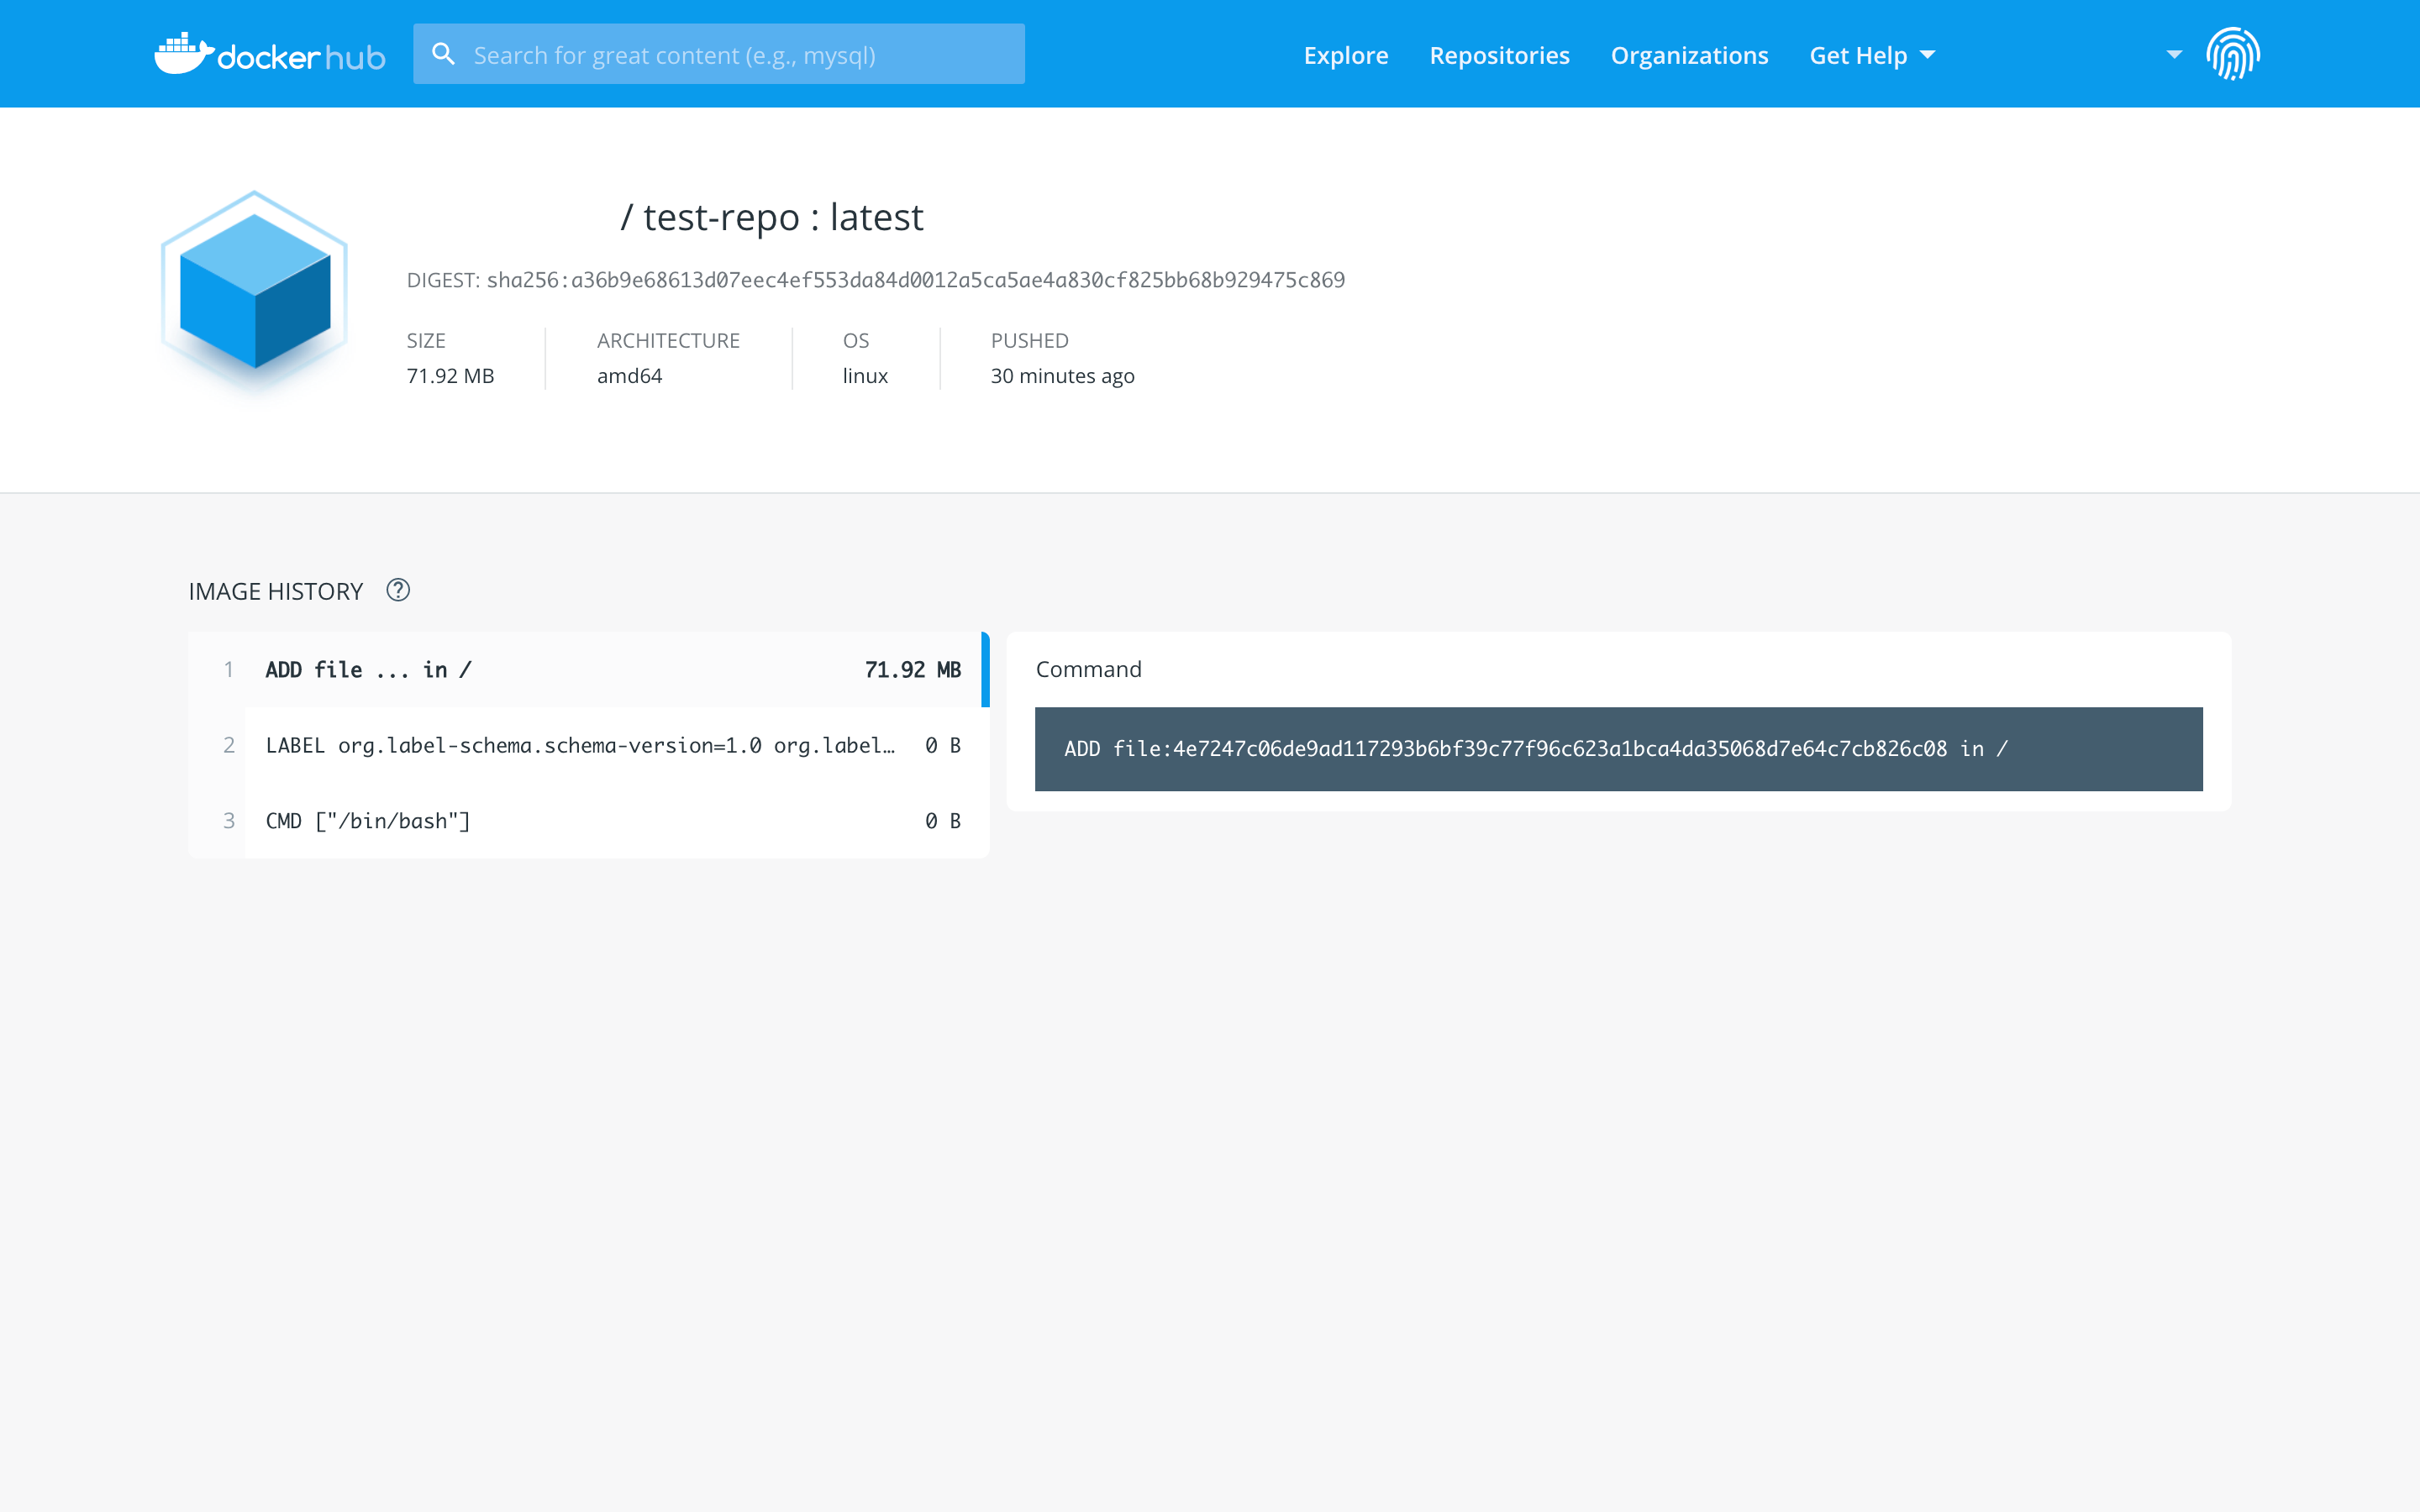 docker hub
Search for great content (e.g., mysql)
Explore Repositories Organizations Get Help
/ test-repo : latest
DIGEST: sha256:a36b9e68613d07eec4ef553da84d0012a5ca5ae4a830cf825bb68b929475c869
SIZE ARCHITECTURE OS PUSHED
71.92 MB amd64 linux 30 minutes ago
IMAGE HISTORY ?
1 ADD file ... in / 71.92 MB
2 LABEL org.label-schema.schema-version=1.0 org.label… 0 B
3 CMD ["/bin/bash"] 0 B
Command
ADD file:4e7247c06de9ad117293b6bf39c77f96c623a1bca4da35068d7e64c7cb826c08 in /